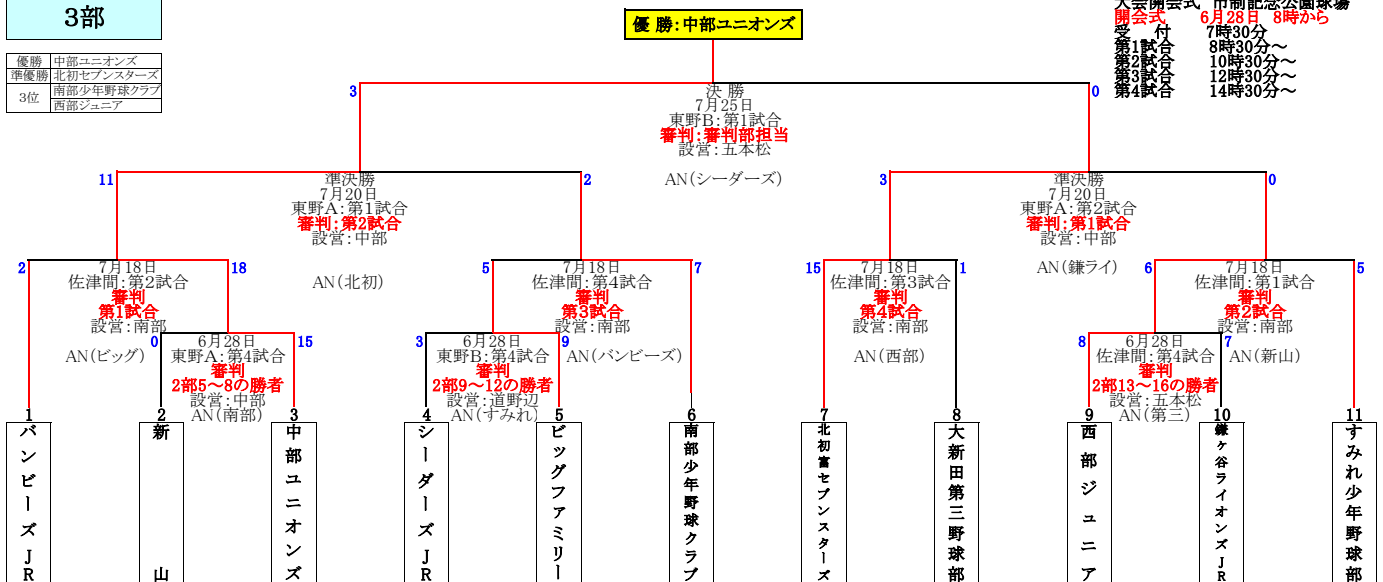 3部
優勝：中部ユニオンズ
大会開会式 市制記念公園球場
開会式 6月28日 8時から
受 付 7時30分
第1試合 8時30分～
第2試合 10時30分～
第3試合 12時30分～
第4試合 14時30分～
優勝 中部ユニオンズ
準優勝 北初セブンスターズ
3位 南部少年野球クラブ
西部ジュニア
3 0
決 勝
7月25日
東野B：第1試合
審判：審判部担当
設営：五本松
AN（シーダーズ）
11 2
準決勝
7月20日
東野A：第1試合
審判：第2試合
設営：中部
AN（北初）
3 0
準決勝
7月20日
東野A：第2試合
審判：第1試合
設営：中部
AN（鎌ライ）
2 18
7月18日
佐津間：第2試合
審判
第1試合
設営：南部
AN（ビッグ）
5 7
7月18日
佐津間：第4試合
審判
第3試合
設営：南部
AN（バンビーズ）
15 1
7月18日
佐津間：第3試合
審判
第4試合
設営：南部
AN（西部）
6 5
7月18日
佐津間：第1試合
審判
第2試合
設営：南部
AN（新山）
0 15
6月28日
東野A：第4試合
審判
2部5～8の勝者
設営：中部
AN（南部）
3 9
6月28日
東野B：第4試合
審判
2部9～12の勝者
設営：道野辺
AN（すみれ）
8 7
6月28日
佐津間：第4試合
審判
2部13～16の勝者
設営：五本松
AN（第三）
1 バンビーズJR
2 新山
3 中部ユニオンズ
4 シーダーズJR
5 ビッグファミリー
6 南部少年野球クラブ
7 北初富セブンスターズ
8 大新田第三野球部
9 西部ジュニア
10 鎌ケ谷ライオンズJR
11 すみれ少年野球部